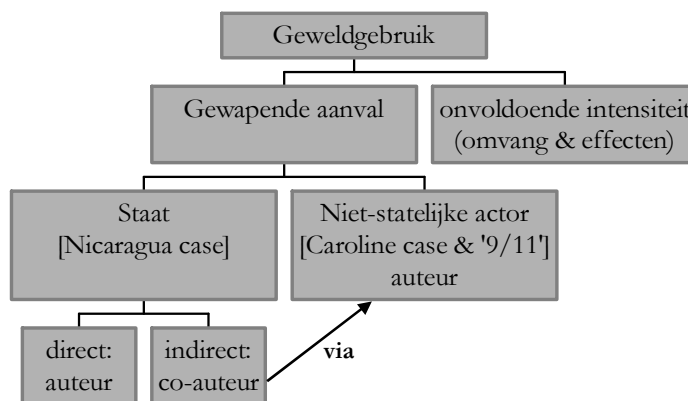 Geweldgebruik
Gewapende aanval
onvoldoende intensiteit
(omvang & effecten)
Staat
[Nicaragua case]
Niet-statelijke actor
[Caroline case & '9/11']
auteur
direct:
auteur
indirect:
co-auteur
via